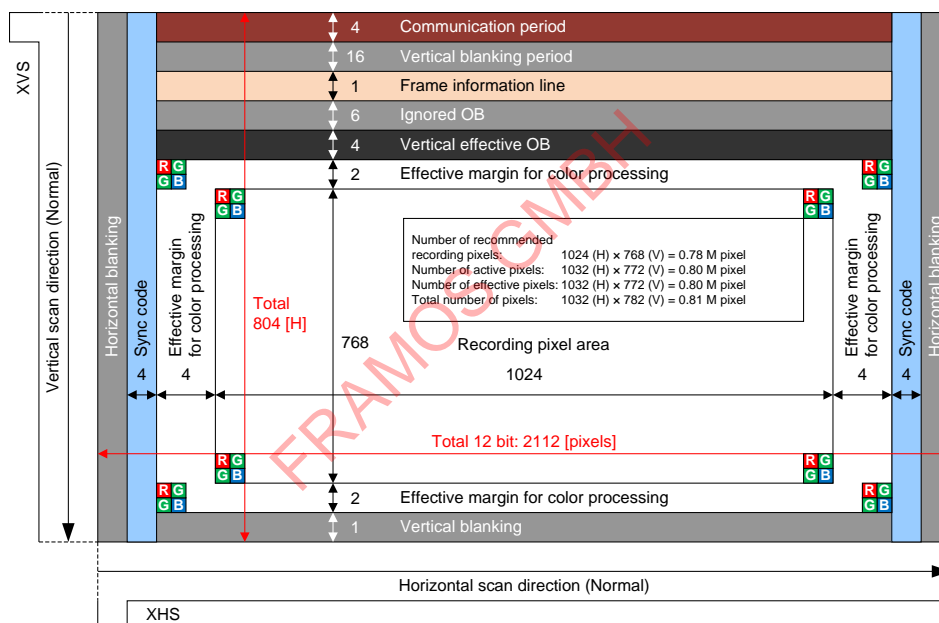 XVS
4 Communication period
16 Vertical blanking period
1 Frame information line
6 Ignored OB
4 Vertical effective OB
R G
G B
2 Effective margin for color processing
R G
G B
R G
G B
R G
G B
Number of recommended
recording pixels: 1024 (H) × 768 (V) = 0.78 M pixel
Number of active pixels: 1032 (H) × 772 (V) = 0.80 M pixel
Number of effective pixels: 1032 (H) × 772 (V) = 0.80 M pixel
Total number of pixels: 1032 (H) × 782 (V) = 0.81 M pixel
Vertical scan direction (Normal)
Horizontal blanking
Sync code
4
Effective margin
for color processing
4
Total
804 [H]
768
Recording pixel area
1024
Effective margin
for color processing
4
Sync code
4
Horizontal blanking
Total 12 bit: 2112 [pixels]
R G
G B
R G
G B
R G
G B
2 Effective margin for color processing
R G
G B
1 Vertical blanking
Horizontal scan direction (Normal)
XHS
FRAMOS GMBH